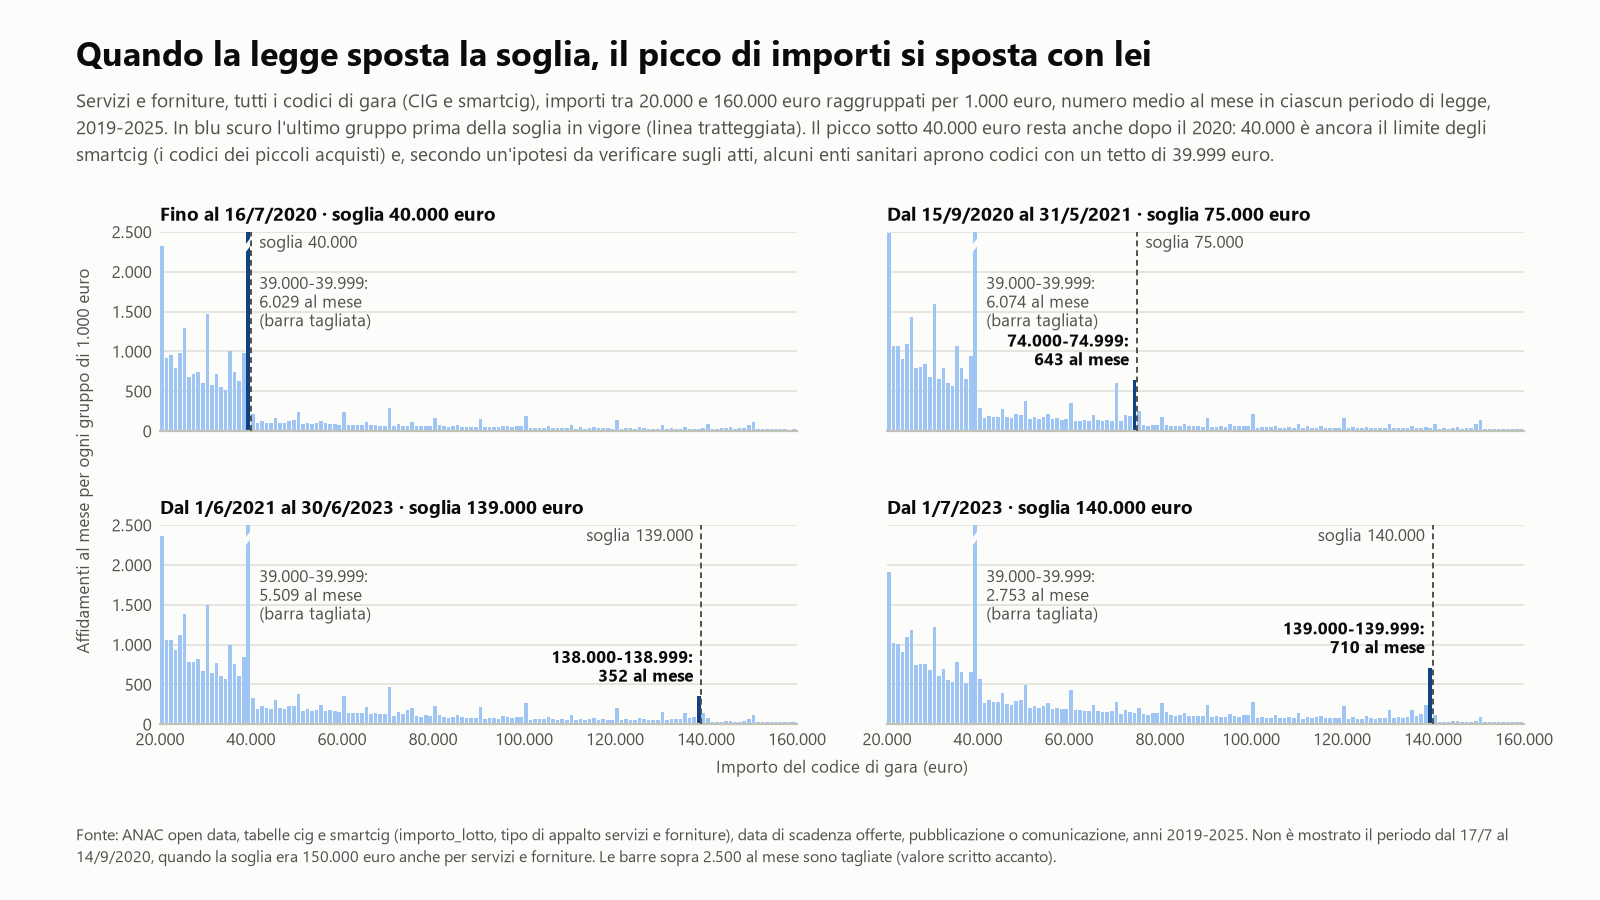 Quando la legge sposta la soglia, il picco di importi si sposta con lei
Servizi e forniture, tutti i codici di gara (CIG e smartcig), importi tra 20.000 e 160.000 euro raggruppati per 1.000 euro, numero medio al mese in ciascun periodo di legge,
2019-2025. In blu scuro l'ultimo gruppo prima della soglia in vigore (linea tratteggiata). Il picco sotto 40.000 euro resta anche dopo il 2020: 40.000 è ancora il limite degli
smartcig (i codici dei piccoli acquisti) e, secondo un'ipotesi da verificare sugli atti, alcuni enti sanitari aprono codici con un tetto di 39.999 euro.
Affidamenti al mese per ogni gruppo di 1.000 euro
Fino al 16/7/2020 · soglia 40.000 euro
2.500
2.000
1.500
1.000
500
0
soglia 40.000
39.000-39.999:
6.029 al mese
(barra tagliata)
Dal 15/9/2020 al 31/5/2021 · soglia 75.000 euro
soglia 75.000
39.000-39.999:
6.074 al mese
(barra tagliata)
74.000-74.999:
643 al mese
Dal 1/6/2021 al 30/6/2023 · soglia 139.000 euro
2.500
2.000
1.500
1.000
500
0
soglia 139.000
39.000-39.999:
5.509 al mese
(barra tagliata)
138.000-138.999:
352 al mese
20.000 40.000 60.000 80.000 100.000 120.000 140.000 160.000
Dal 1/7/2023 · soglia 140.000 euro
soglia 140.000
39.000-39.999:
2.753 al mese
(barra tagliata)
139.000-139.999:
710 al mese
20.000 40.000 60.000 80.000 100.000 120.000 140.000 160.000
Importo del codice di gara (euro)
Fonte: ANAC open data, tabelle cig e smartcig (importo_lotto, tipo di appalto servizi e forniture), data di scadenza offerte, pubblicazione o comunicazione, anni 2019-2025. Non è mostrato il periodo dal 17/7 al
14/9/2020, quando la soglia era 150.000 euro anche per servizi e forniture. Le barre sopra 2.500 al mese sono tagliate (valore scritto accanto).